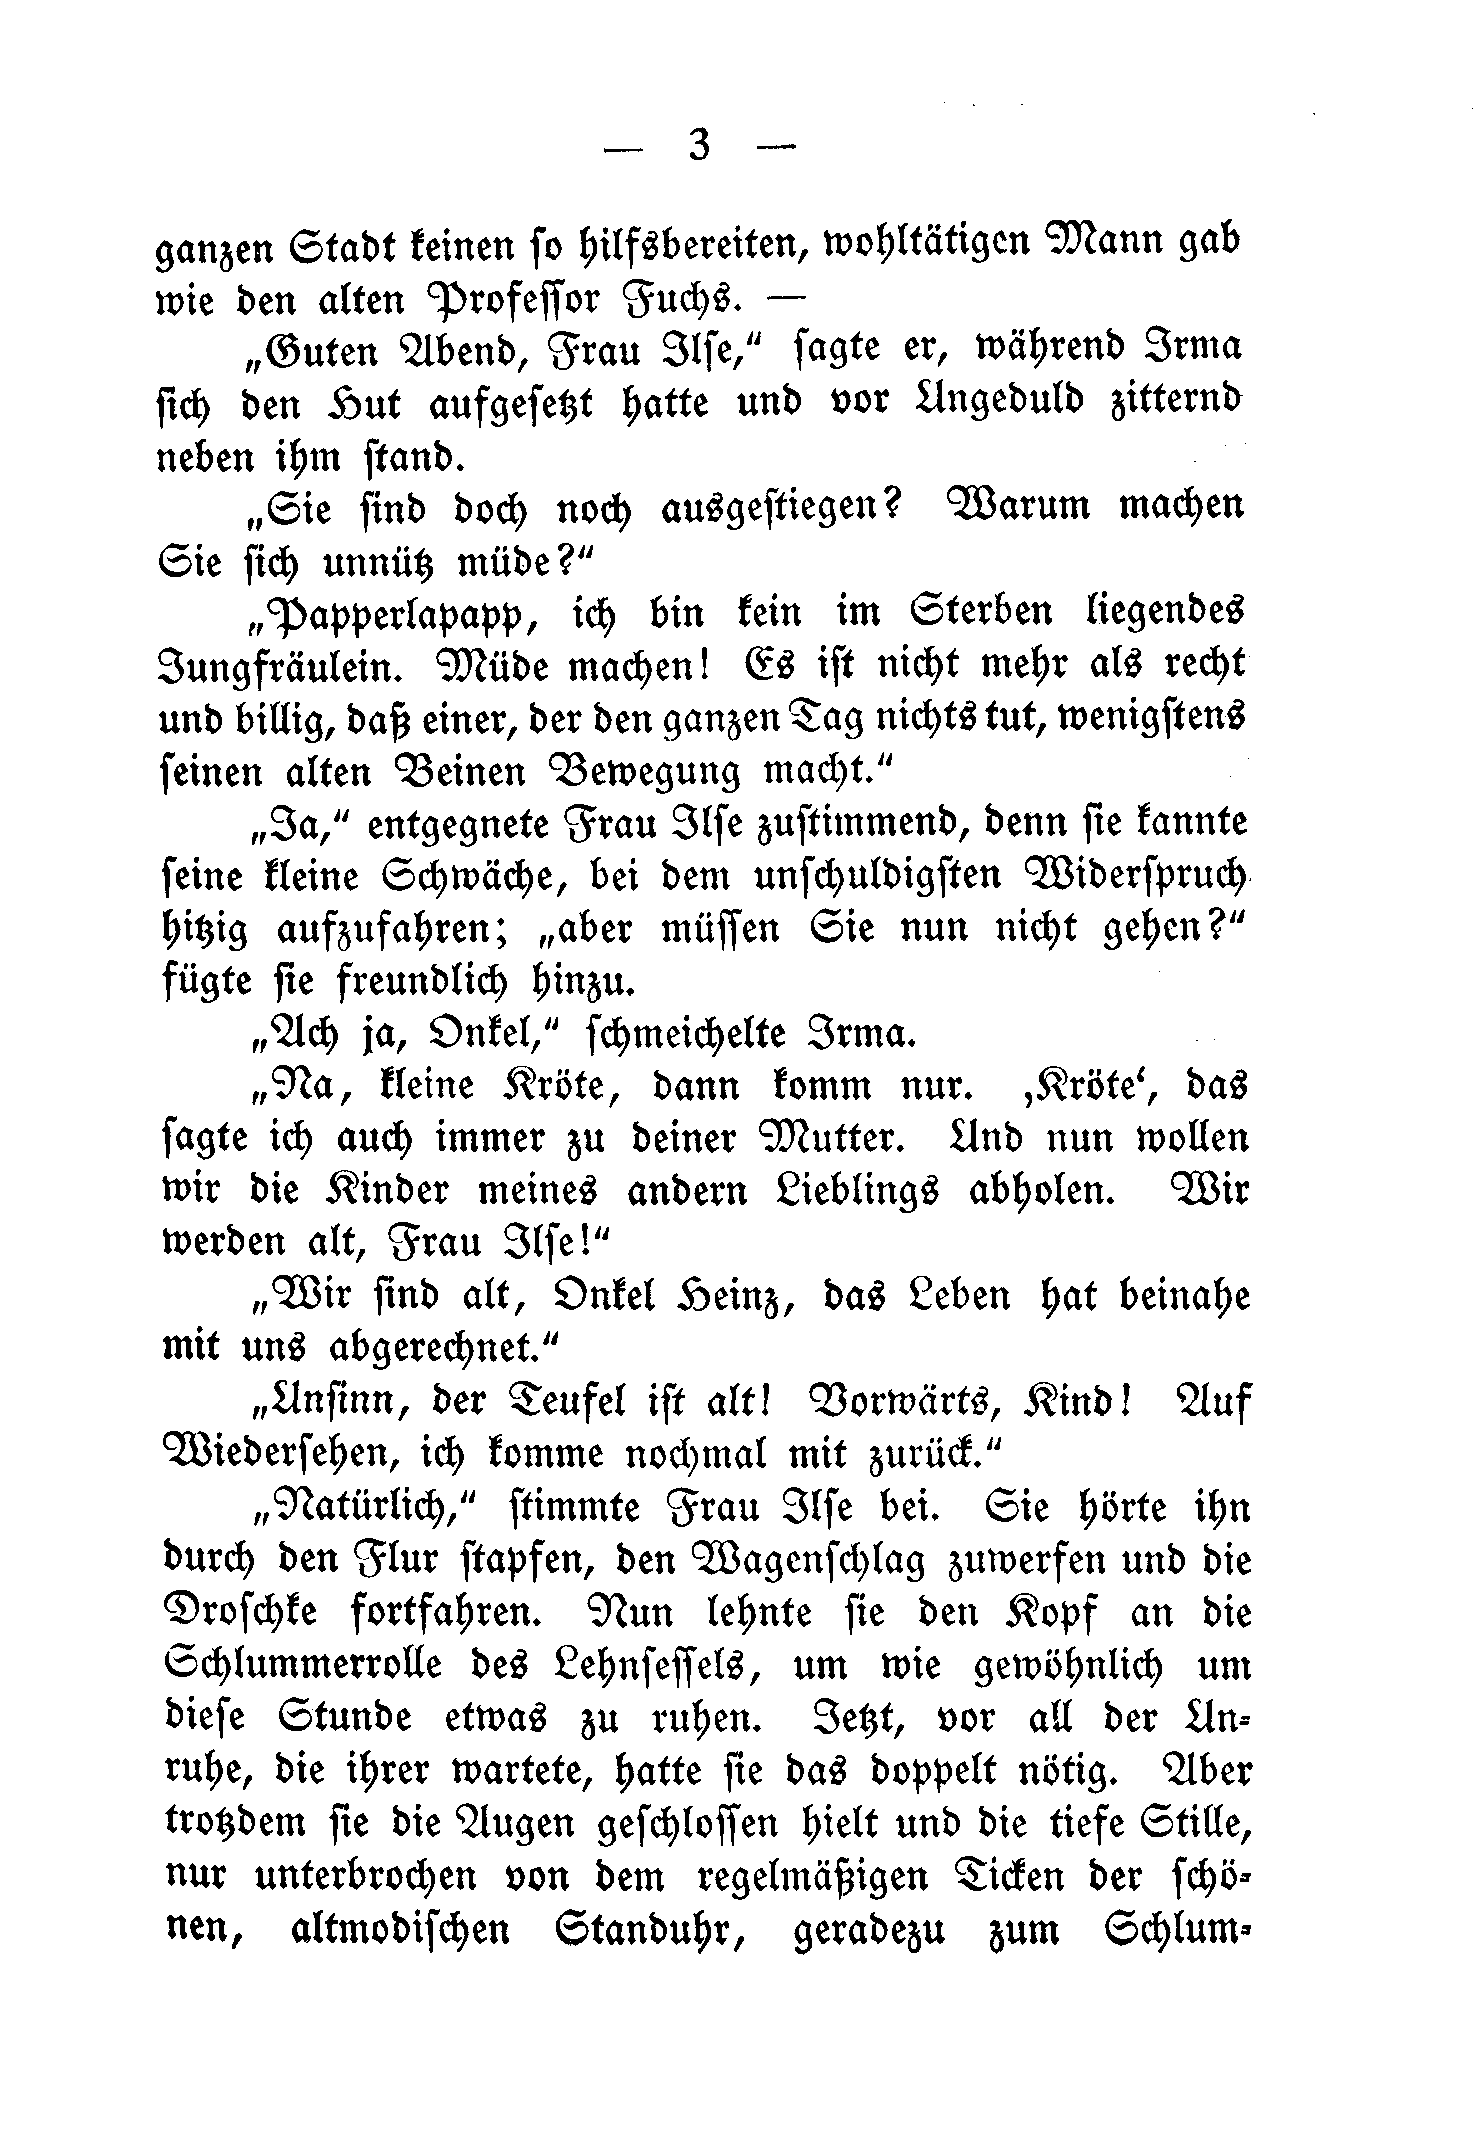 — 3 —
ganzen Stadt keinen so hilfsbereiten, wohltätigen Mann gab
wie den alten Professor Fuchs. —
„Guten Abend, Frau Ilse,“ sagte er, während Irma
sich den Hut aufgesetzt hatte und vor Ungeduld zitternd
neben ihm stand.
„Sie sind doch noch ausgestiegen? Warum machen
Sie sich unnütz müde?“
„Papperlapapp, ich bin kein im Sterben liegendes
Jungfräulein. Müde machen! Es ist nicht mehr als recht
und billig, daß einer, der den ganzen Tag nichts tut, wenigstens
seinen alten Beinen Bewegung macht.“
„Ja,“ entgegnete Frau Ilse zustimmend, denn sie kannte
seine kleine Schwäche, bei dem unschuldigsten Widerspruch
hitzig aufzufahren; „aber müssen Sie nun nicht gehen?“
fügte sie freundlich hinzu.
„Ach ja, Onkel,“ schmeichelte Irma.
„Na, kleine Kröte, dann komm nur. ‚Kröte‘, das
sagte ich auch immer zu deiner Mutter. Und nun wollen
wir die Kinder meines andern Lieblings abholen. Wir
werden alt, Frau Ilse!“
„Wir sind alt, Onkel Heinz, das Leben hat beinahe
mit uns abgerechnet.“
„Unsinn, der Teufel ist alt! Vorwärts, Kind! Auf
Wiedersehen, ich komme nochmal mit zurück.“
„Natürlich,“ stimmte Frau Ilse bei. Sie hörte ihn
durch den Flur stapfen, den Wagenschlag zuwerfen und die
Droschke fortfahren. Nun lehnte sie den Kopf an die
Schlummerrolle des Lehnsessels, um wie gewöhnlich um
diese Stunde etwas zu ruhen. Jetzt, vor all der Un-
ruhe, die ihrer wartete, hatte sie das doppelt nötig. Aber
trotzdem sie die Augen geschlossen hielt und die tiefe Stille,
nur unterbrochen von dem regelmäßigen Ticken der schö-
nen, altmodischen Standuhr, geradezu zum Schlum-